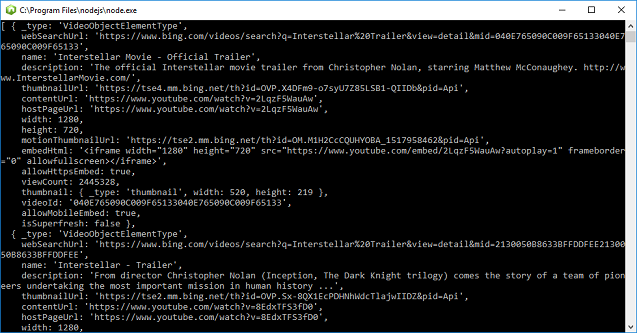 C:\Program Files\nodejs\node.exe
[ { _type: 'VideoObjectElementType',
webSearchUrl: 'https://www.bing.com/videos/search?q=Interstellar%20Trailer&view=detail&mid=040E765090C009F65133040E7
65090C009F65133',
name: 'Interstellar Movie - Official Trailer',
description: 'The official Interstellar movie trailer from Christopher Nolan, starring Matthew McConaughey. http://w
ww.InterstellarMovie.com/',
thumbnailUrl: 'https://tse4.mm.bing.net/th?id=OVP.X4DFm9-o7syU7Z85LSB1-QIIDb&pid=Api',
contentUrl: 'https://www.youtube.com/watch?v=2LqzF5WauAw',
hostPageUrl: 'https://www.youtube.com/watch?v=2LqzF5WauAw',
width: 1280,
height: 720,
motionThumbnailUrl: 'https://tse2.mm.bing.net/th?id=OM.M1H2CcCQUHYOBA_1517958462&pid=Api',
embedHtml: '<iframe width="1280" height="720" src="https://www.youtube.com/embed/2LqzF5WauAw?autoplay=1" frameborder
="0" allowfullscreen></iframe>',
allowHttpsEmbed: true,
viewCount: 2445328,
thumbnail: { _type: 'thumbnail', width: 520, height: 219 },
videoId: '040E765090C009F65133040E765090C009F65133',
allowMobileEmbed: true,
isSuperfresh: false },
{ _type: 'VideoObjectElementType',
webSearchUrl: 'https://www.bing.com/videos/search?q=Interstellar%20Trailer&view=detail&mid=2130050B8633BFFDDFEE2130
050B8633BFFDDFEE',
name: 'Interstellar - Trailer',
description: 'From director Christopher Nolan (Inception, The Dark Knight trilogy) comes the story of a team of pion
eers undertaking the most important mission in human history ...',
thumbnailUrl: 'https://tse2.mm.bing.net/th?id=OVP.Sx-8QX1EcPDHNhWdcTlajwIIDZ&pid=Api',
contentUrl: 'https://www.youtube.com/watch?v=8EdxTFS3fD0',
hostPageUrl: 'https://www.youtube.com/watch?v=8EdxTFS3fD0',
width: 1280,